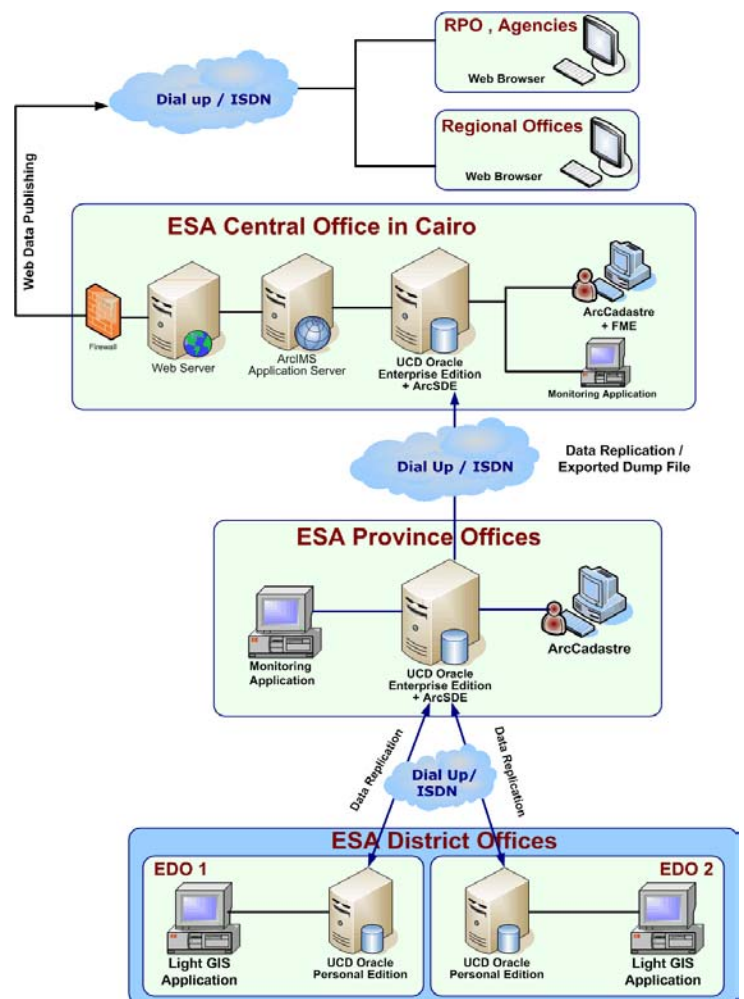 RPO , Agencies
Web Browser
Dial up / ISDN
Regional Offices
Web Browser
Web Data Publishing
ESA Central Office in Cairo
Firewall
Web Server
ArcIMS
Application Server
UCD Oracle
Enterprise Edition
+ ArcSDE
ArcCadastre
+ FME
Monitoring Application
Dial Up / ISDN
Data Replication /
Exported Dump File
ESA Province Offices
Monitoring
Application
UCD Oracle
Enterprise Edition
+ ArcSDE
ArcCadastre
Data Replication
Dial Up/
ISDN
Data Replication
ESA District Offices
EDO 1
Light GIS
Application
UCD Oracle
Personal Edition
EDO 2
UCD Oracle
Personal Edition
Light GIS
Application